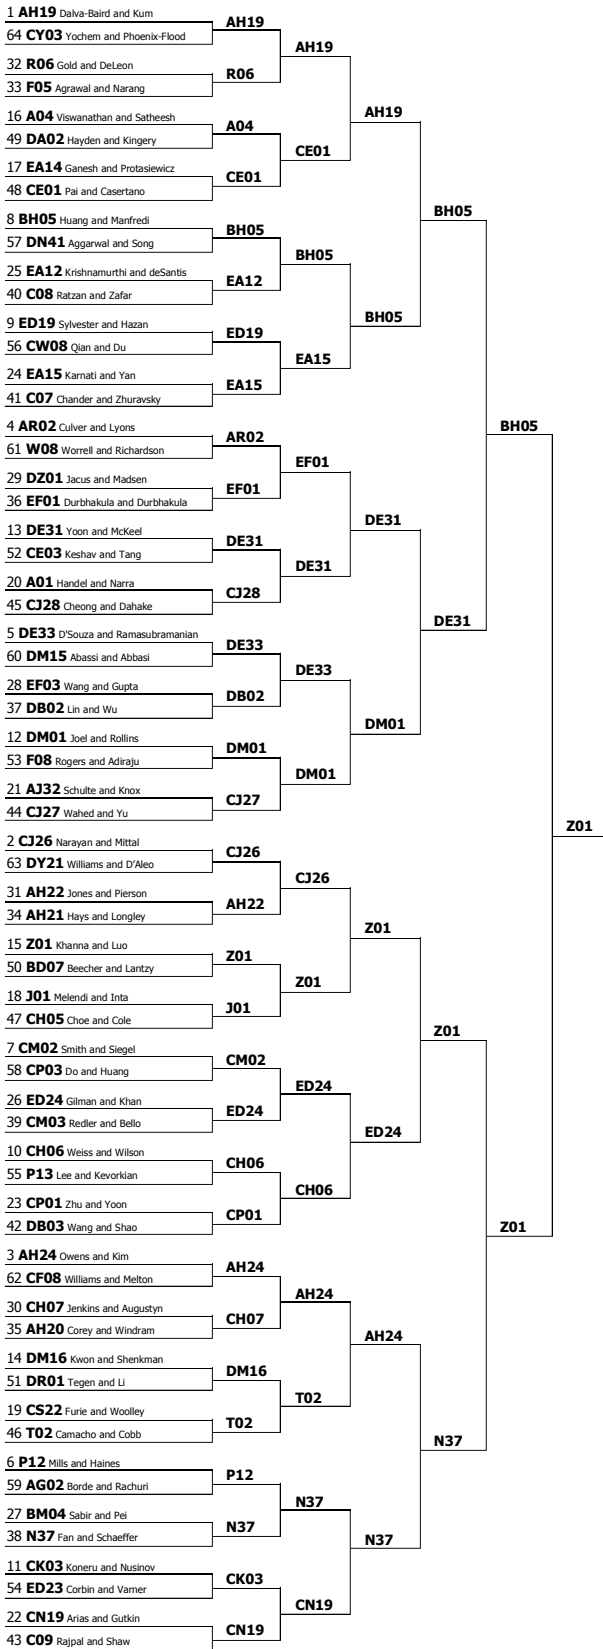 1 AH19 Dalva-Baird and Kum
64 CY03 Yochem and Phoenix-Flood
32 R06 Gold and DeLeon
33 F05 Agrawal and Narang
16 A04 Viswanathan and Satheesh
49 DA02 Hayden and Kingery
17 EA14 Ganesh and Protasiewicz
48 CE01 Pai and Casertano
8 BH05 Huang and Manfredi
57 DN41 Aggarwal and Song
25 EA12 Krishnamurthi and deSantis
40 C08 Ratzan and Zafar
9 ED19 Sylvester and Hazan
56 CW08 Qian and Du
24 EA15 Karnati and Yan
41 C07 Chander and Zhuravsky
4 AR02 Culver and Lyons
61 W08 Worrell and Richardson
29 DZ01 Jacus and Madsen
36 EF01 Durbhakula and Durbhakula
13 DE31 Yoon and McKeel
52 CE03 Keshav and Tang
20 A01 Handel and Narra
45 CJ28 Cheong and Dahake
5 DE33 D'Souza and Ramasubramanian
60 DM15 Abassi and Abbasi
28 EF03 Wang and Gupta
37 DB02 Lin and Wu
12 DM01 Joel and Rollins
53 F08 Rogers and Adiraju
21 AJ32 Schulte and Knox
44 CJ27 Wahed and Yu
2 CJ26 Narayan and Mittal
63 DY21 Williams and D’Aleo
31 AH22 Jones and Pierson
34 AH21 Hays and Longley
15 Z01 Khanna and Luo
50 BD07 Beecher and Lantzy
18 J01 Melendi and Inta
47 CH05 Choe and Cole
7 CM02 Smith and Siegel
58 CP03 Do and Huang
26 ED24 Gilman and Khan
39 CM03 Redler and Bello
10 CH06 Weiss and Wilson
55 P13 Lee and Kevorkian
23 CP01 Zhu and Yoon
42 DB03 Wang and Shao
3 AH24 Owens and Kim
62 CF08 Williams and Melton
30 CH07 Jenkins and Augustyn
35 AH20 Corey and Windram
14 DM16 Kwon and Shenkman
51 DR01 Tegen and Li
19 CS22 Furie and Woolley
46 T02 Camacho and Cobb
6 P12 Mills and Haines
59 AG02 Borde and Rachuri
27 BM04 Sabir and Pei
38 N37 Fan and Schaeffer
11 CK03 Koneru and Nusinov
54 ED23 Corbin and Varner
22 CN19 Arias and Gutkin
43 C09 Rajpal and Shaw
AH19
R06
A04
CE01
BH05
EA12
ED19
EA15
AR02
EF01
DE31
CJ28
DE33
DB02
DM01
CJ27
CJ26
AH22
Z01
J01
CM02
ED24
CH06
CP01
AH24
CH07
DM16
T02
P12
N37
CK03
CN19
AH19
CE01
BH05
EA15
EF01
DE31
DE33
DM01
CJ26
Z01
ED24
CH06
AH24
T02
N37
CN19
AH19
BH05
DE31
DM01
Z01
ED24
AH24
N37
BH05
DE31
Z01
N37
BH05
Z01
Z01